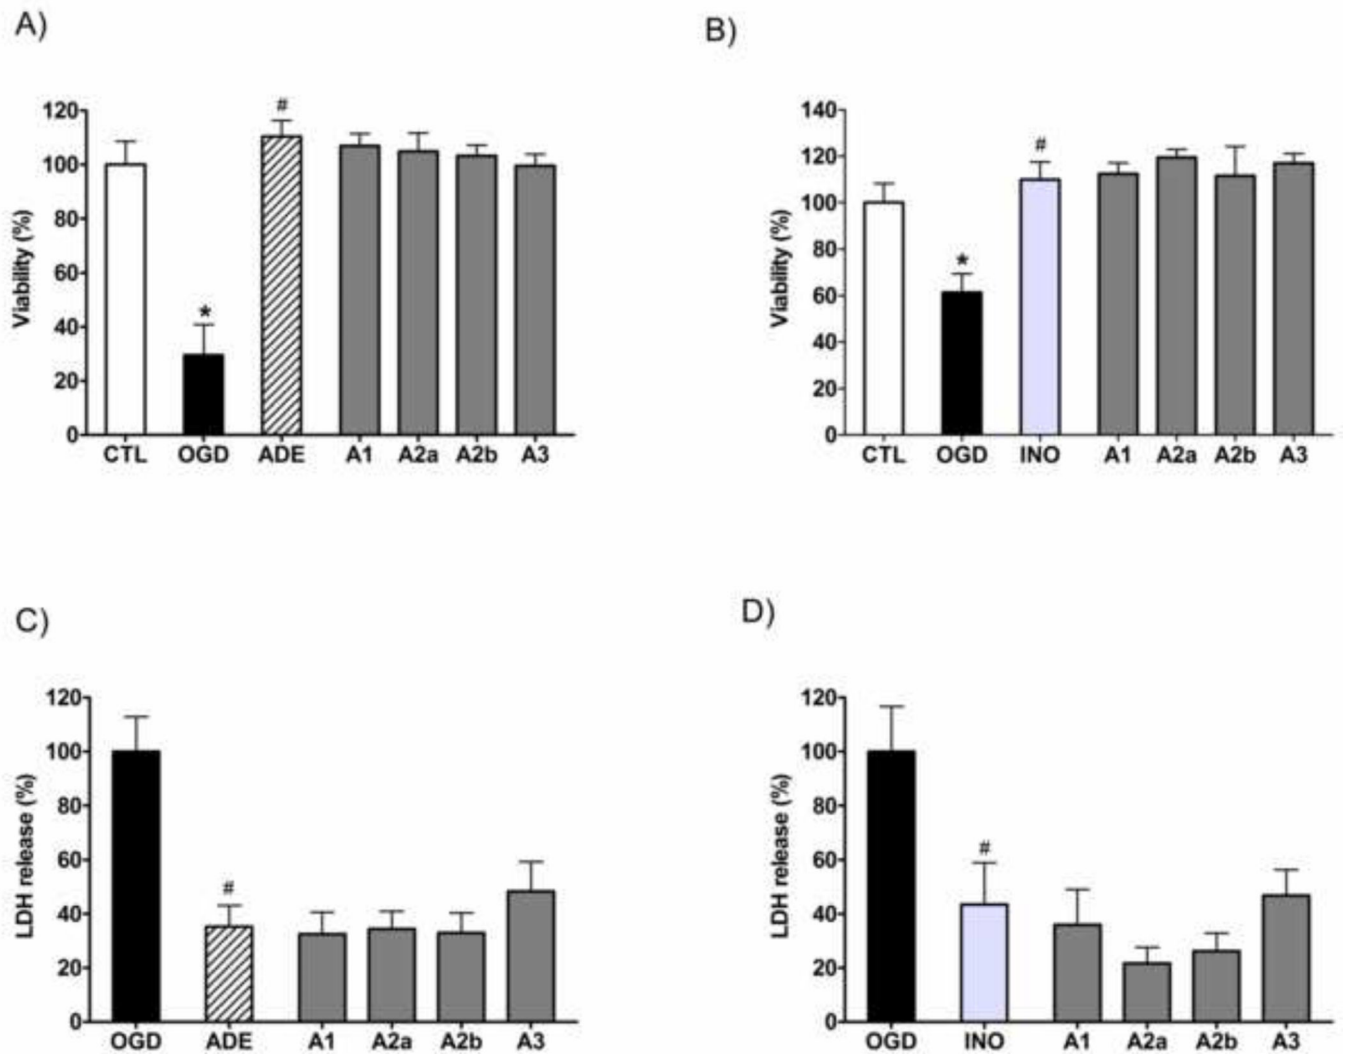 A)
Viability (%)
120
100
80
60
40
20
0
#
*
CTL OGD ADE A1 A2a A2b A3
B)
Viability (%)
140
120
100
80
60
40
20
0
#
*
CTL OGD INO A1 A2a A2b A3
C)
LDH release (%)
120
100
80
60
40
20
0
#
OGD ADE A1 A2a A2b A3
D)
LDH release (%)
120
100
80
60
40
20
0
#
OGD INO A1 A2a A2b A3